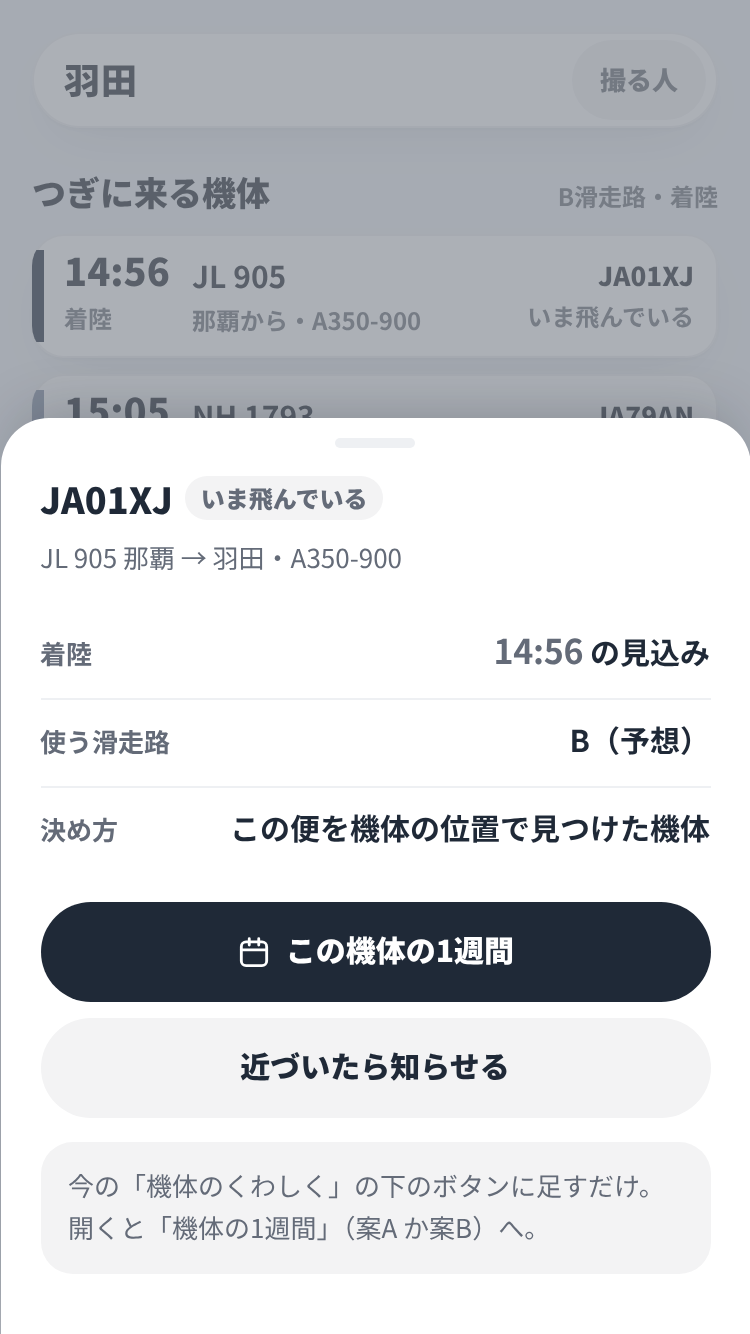 羽田
撮る人
つぎに来る機体
B滑走路・着陸
14:56 JL 905 JA01XJ
着陸 那覇から・A350-900 いま飛んでいる
15:05 NH 1793 JA79AN
JA01XJ いま飛んでいる
JL 905 那覇 → 羽田・A350-900
着陸 14:56 の見込み
使う滑走路 B（予想）
決め方 この便を機体の位置で見つけた機体
この機体の1週間
近づいたら知らせる
今の「機体のくわしく」の下のボタンに足すだけ。
開くと「機体の1週間」（案A か案B）へ。